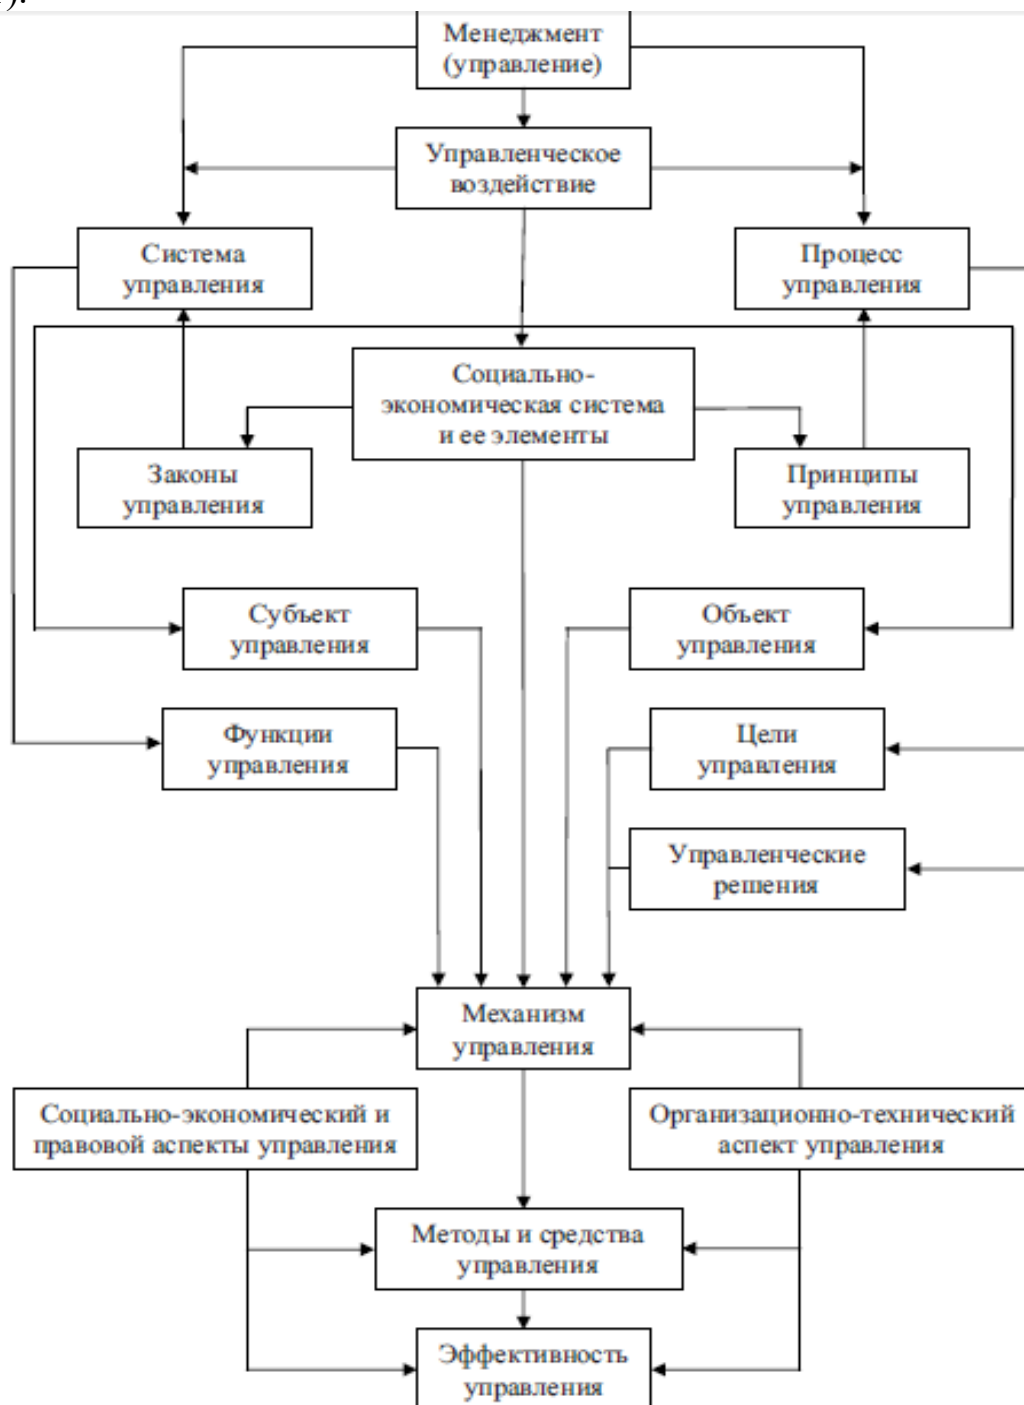 Менеджмент
(управление)
Управленческое
воздействие
Система
управления
Процесс
управления
Социально-
экономическая система
и ее элементы
Законы
управления
Принципы
управления
Субъект
управления
Объект
управления
Функции
управления
Цели
управления
Управленческие
решения
Механизм
управления
Социально-экономический и
правовой аспекты управления
Организационно-технический
аспект управления
Методы и средства
управления
Эффективность
управления